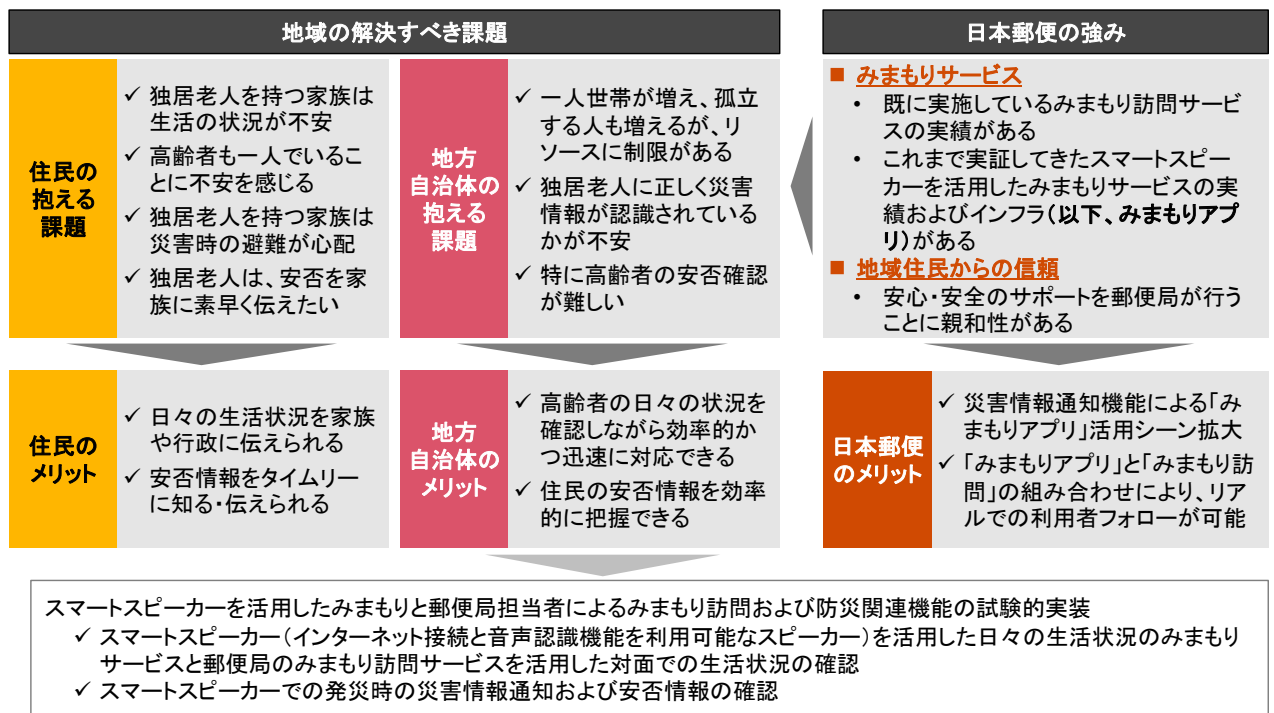 地域の解決すべき課題
住民の
抱える
課題
✓ 独居老人を持つ家族は
生活の状況が不安
✓ 高齢者も一人でいるこ
とに不安を感じる
✓ 独居老人を持つ家族は
災害時の避難が心配
✓ 独居老人は、安否を家
族に素早く伝えたい
地方
自治体の
抱える
課題
✓ 一人世帯が増え、孤立
する人も増えるが、リ
ソースに制限がある
✓ 独居老人に正しく災害
情報が認識されている
かが不安
✓ 特に高齢者の安否確認
が難しい
日本郵便の強み
■ みまもりサービス
• 既に実施しているみまもり訪問サービ
スの実績がある
• これまで実証してきたスマートスピー
カーを活用したみまもりサービスの実
績およびインフラ(以下、みまもりアプ
リ)がある
■ 地域住民からの信頼
• 安心・安全のサポートを郵便局が行う
ことに親和性がある
住民の
メリット
✓ 日々の生活状況を家族
や行政に伝えられる
✓ 安否情報をタイムリー
に知る・伝えられる
地方
自治体の
メリット
✓ 高齢者の日々の状況を
確認しながら効率的か
つ迅速に対応できる
✓ 住民の安否情報を効率
的に把握できる
日本郵便
のメリット
✓ 災害情報通知機能による「み
まもりアプリ」活用シーン拡大
✓ 「みまもりアプリ」と「みまもり訪
問」の組み合わせにより、リア
ルでの利用者フォローが可能
スマートスピーカーを活用したみまもりと郵便局担当者によるみまもり訪問および防災関連機能の試験的実装
✓ スマートスピーカー(インターネット接続と音声認識機能を利用可能なスピーカー)を活用した日々の生活状況のみまもり
サービスと郵便局のみまもり訪問サービスを活用した対面での生活状況の確認
✓ スマートスピーカーでの発災時の災害情報通知および安否情報の確認